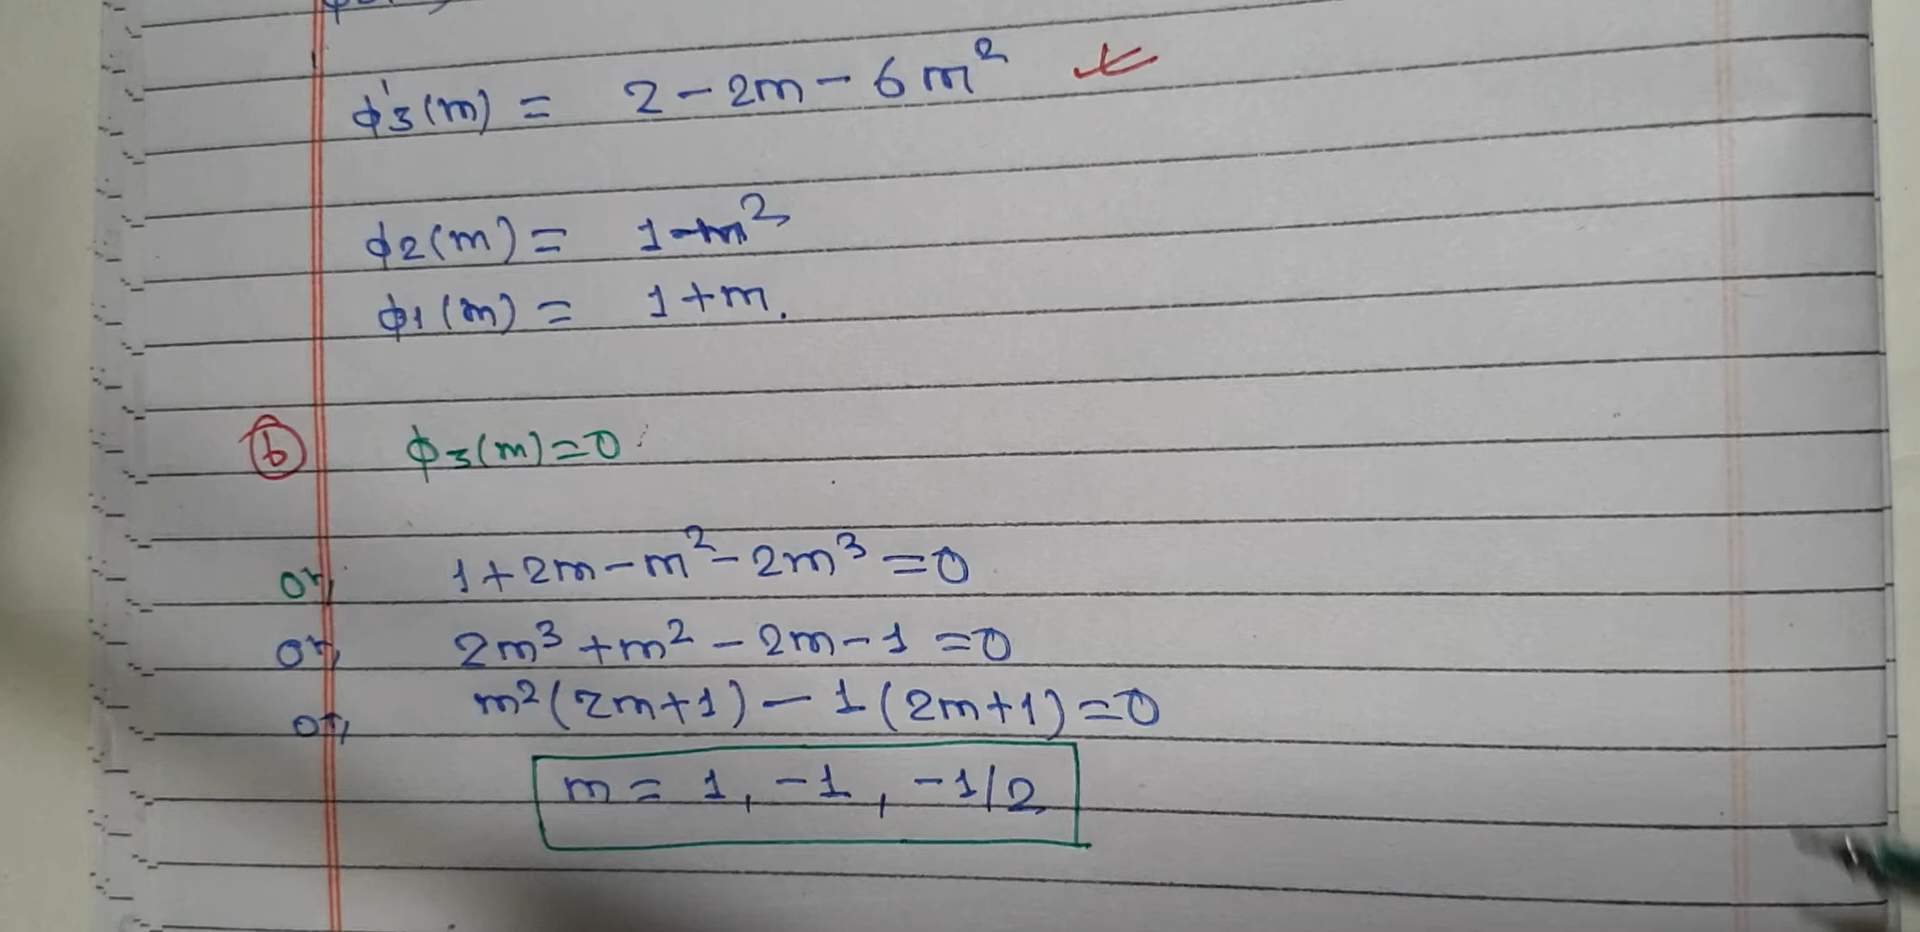 ϕ'3(m) = 2-2m-6m²
ϕ2(m) = 1-m²
ϕ1(m) = 1+m.
b ϕ3(m)=0
or, 1+2m-m²-2m³=0
or, 2m³+m²-2m-1=0
or, m²(2m+1)-1(2m+1)=0
m = 1, -1, -1/2